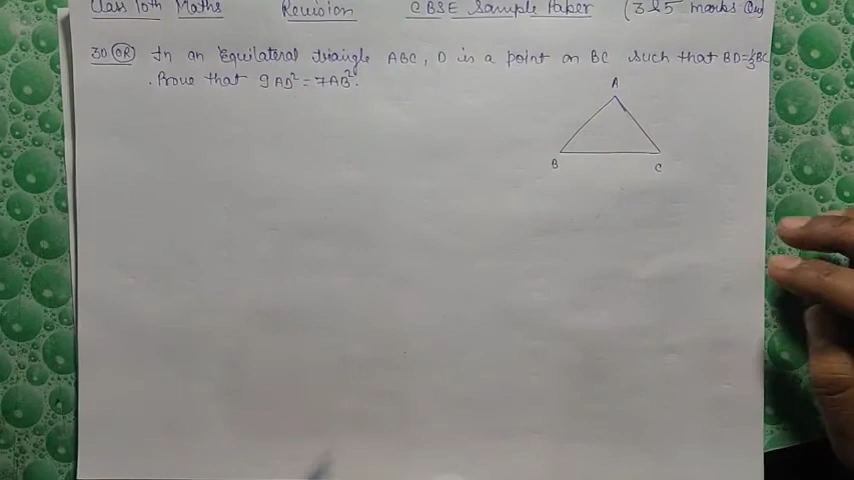 Class 10th Maths Revision CBSE Sample Paper (3&5 marks Qu)
30 (OR) In an Equilateral triangle ABC, D is a point on BC such that BD=⅓BC
. Prove that 9AD²=7AB².
A
B
C